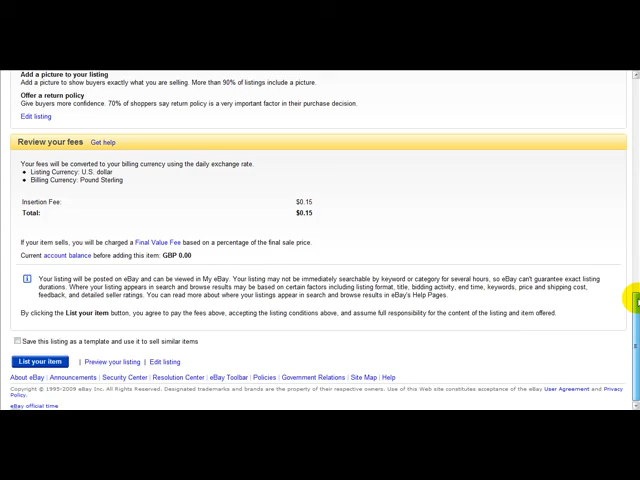 Add a picture to your listing
Add a picture to show buyers exactly what you are selling. More than 90% of listings include a picture.
Offer a return policy
Give buyers more confidence. 70% of shoppers say return policy is a very important factor in their purchase decision.
Edit listing
Review your fees Get help
Your fees will be converted to your billing currency using the daily exchange rate.
• Listing Currency: U.S. dollar
• Billing Currency: Pound Sterling
Insertion Fee: $0.15
Total: $0.15
If your item sells, you will be charged a Final Value Fee based on a percentage of the final sale price.
Current account balance before adding this item: GBP 0.00
Your listing will be posted on eBay and can be viewed in My eBay. Your listing may not be immediately searchable by keyword or category for several hours, so eBay can't guarantee exact listing
durations. Where your listing appears in search and browse results may be based on certain factors including listing format, title, bidding activity, end time, keywords, price and shipping cost,
feedback, and detailed seller ratings. You can read more about where your listings appear in search and browse results in eBay's Help Pages.
By clicking the List your item button, you agree to pay the fees above, accepting the listing conditions above, and assume full responsibility for the content of the listing and item offered.
Save this listing as a template and use it to sell similar items
List your item | Preview your listing | Edit listing
About eBay | Announcements | Security Center | Resolution Center | eBay Toolbar | Policies | Government Relations | Site Map | Help
Copyright © 1995-2009 eBay Inc. All Rights Reserved. Designated trademarks and brands are the property of their respective owners. Use of this Web site constitutes acceptance of the eBay User Agreement and Privacy
Policy.
eBay official time